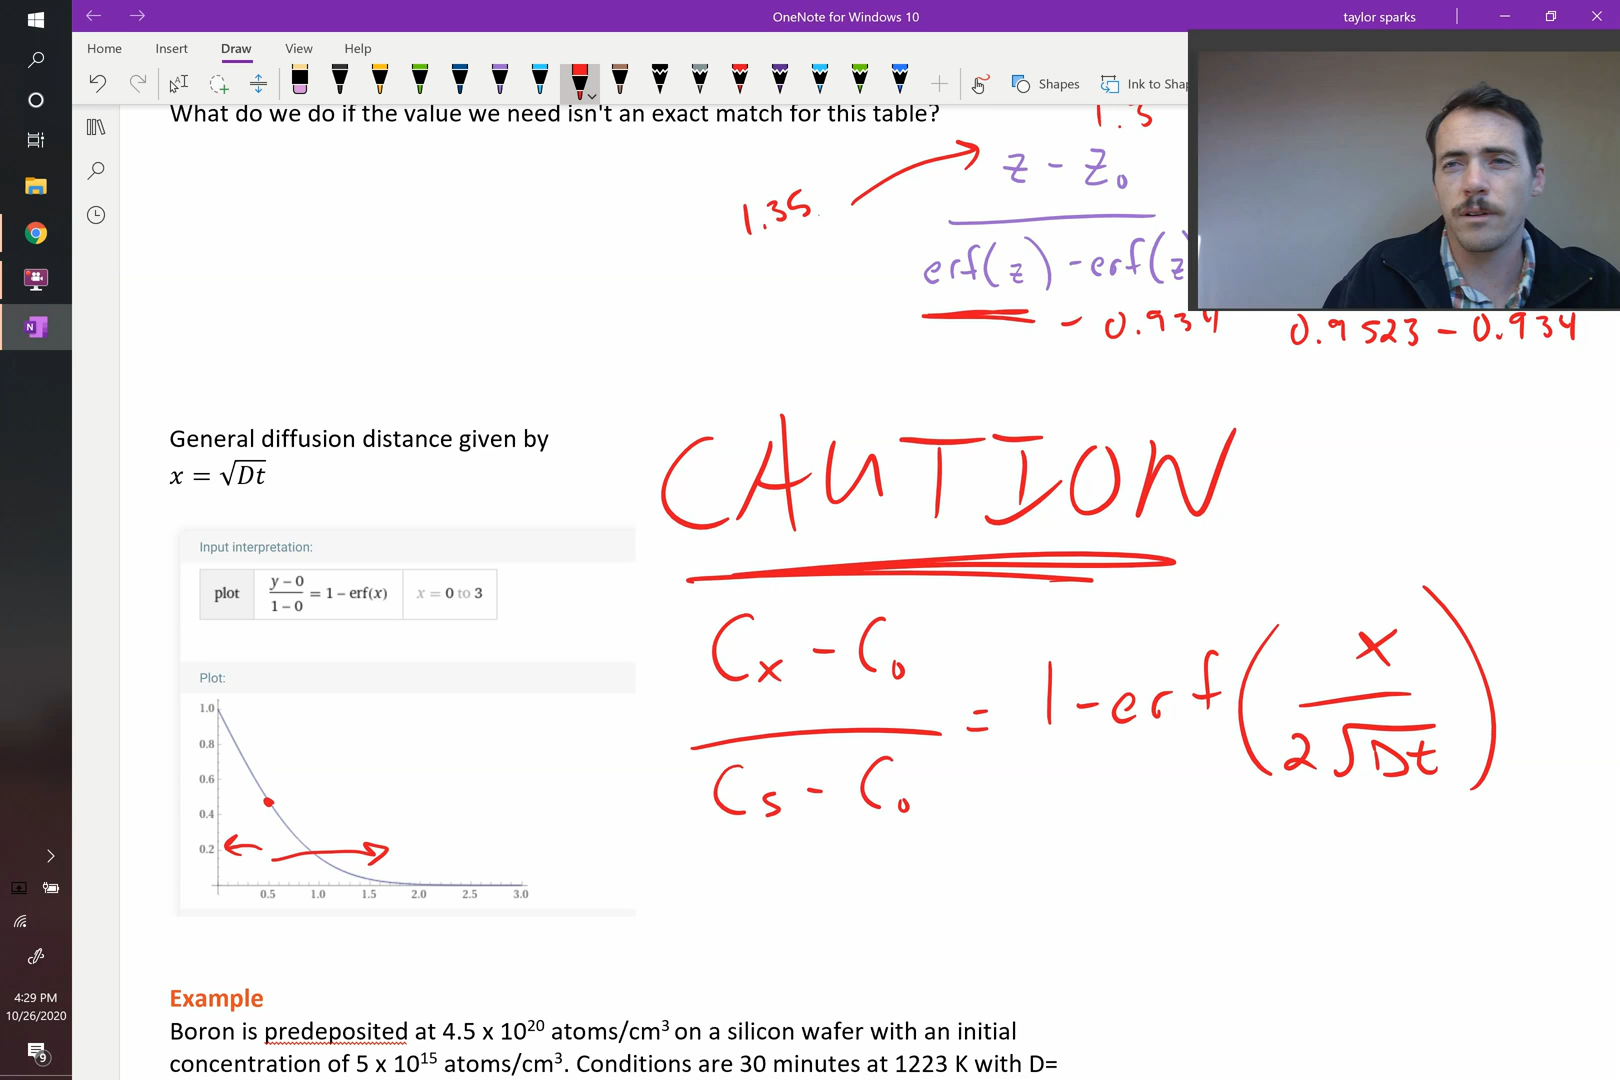 OneNote for Windows 10
taylor sparks
Home Insert Draw View Help
Shapes
Ink to Shap
What do we do if the value we need isn't an exact match for this table?
1.3
1.35
z - z₀
erf(z) - erf(z
- 0.934
0.9523 - 0.934
General diffusion distance given by
x = √Dt
CAUTION
Input interpretation:
plot (y - 0)/(1 - 0) = 1 - erf(x) x = 0 to 3
Cx - C₀
Cs - C₀
= 1 - erf(x / 2√Dt)
Plot:
1.0
0.8
0.6
0.4
0.2
0.5 1.0 1.5 2.0 2.5 3.0
Example
Boron is predeposited at 4.5 x 10²⁰ atoms/cm³ on a silicon wafer with an initial
concentration of 5 x 10¹⁵ atoms/cm³. Conditions are 30 minutes at 1223 K with D=
4:29 PM
10/26/2020
9